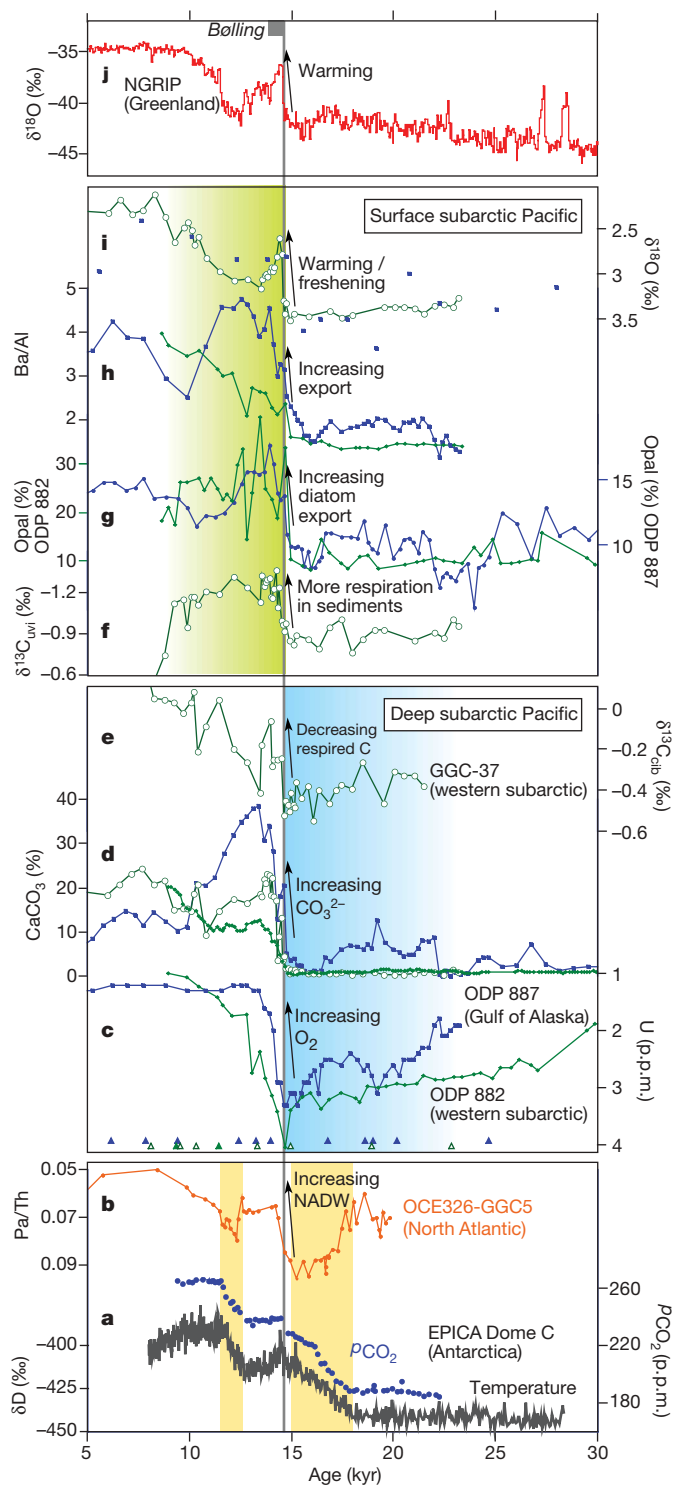 Bølling
−35
−40
−45
δ18O (‰)
j
NGRIP
(Greenland)
Warming
Surface subarctic Pacific
i
Warming /
freshening
2.5
3
3.5
δ18O
(‰)
5
4
3
2
Ba/Al
h
Increasing
export
30
20
10
Opal (%)
ODP 882
g
Increasing
diatom
export
15
10
Opal (%) ODP 887
−1.2
−0.9
−0.6
δ13Cuvi (‰)
f
More respiration
in sediments
Deep subarctic Pacific
e
Decreasing
respired C
GGC-37
(western subarctic)
0
−0.2
−0.4
−0.6
δ13Ccib
(‰)
40
30
20
10
0
CaCO3 (%)
d
Increasing
CO3 2−
c
Increasing
O2
ODP 887
(Gulf of Alaska)
ODP 882
(western subarctic)
1
2
3
4
U (p.p.m.)
0.05
0.07
0.09
Pa/Th
b
Increasing
NADW
OCE326-GGC5
(North Atlantic)
a
pCO2
EPICA Dome C
(Antarctica)
Temperature
260
220
180
pCO2 (p.p.m.)
−400
−425
−450
δD (‰)
5 10 15 20 25 30
Age (kyr)